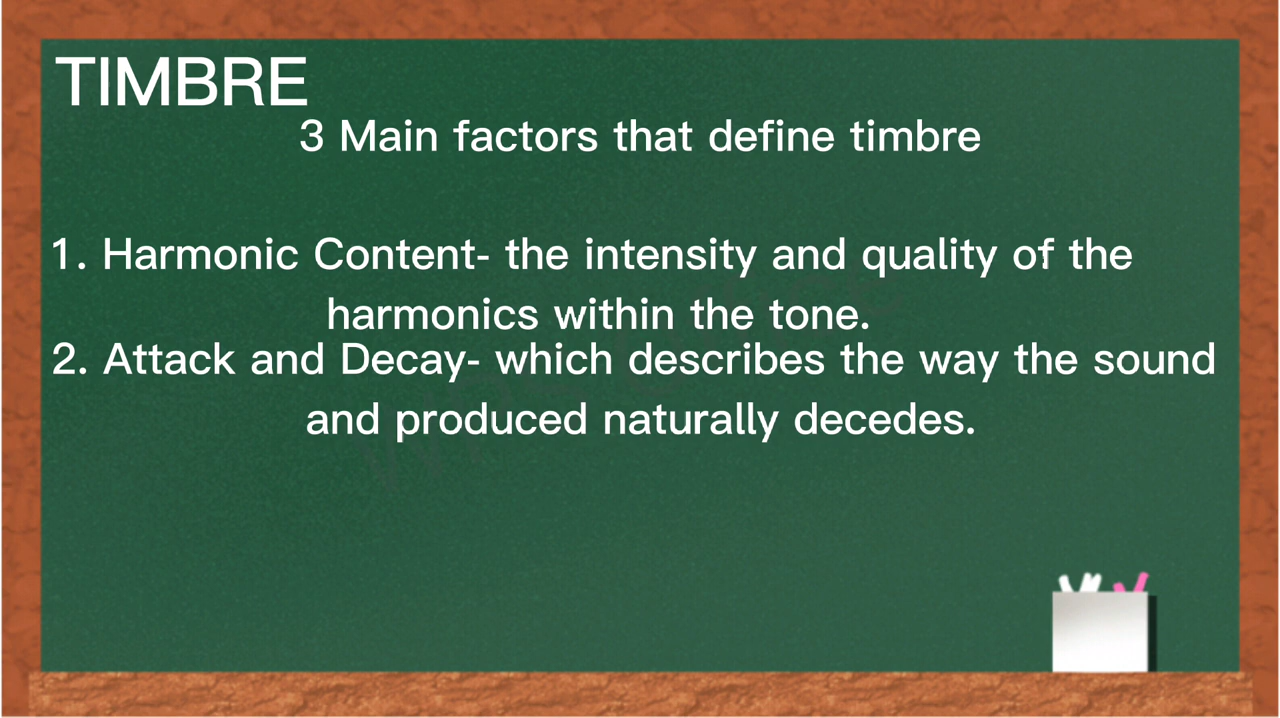 TIMBRE
3 Main factors that define timbre
1. Harmonic Content- the intensity and quality of the
harmonics within the tone.
2. Attack and Decay- which describes the way the sound
and produced naturally decedes.